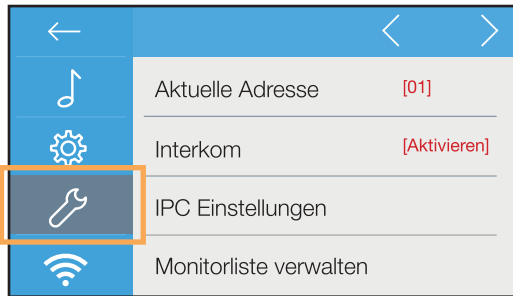 Aktuelle Adresse [01]
Interkom [Aktivieren]
IPC Einstellungen
Monitorliste verwalten